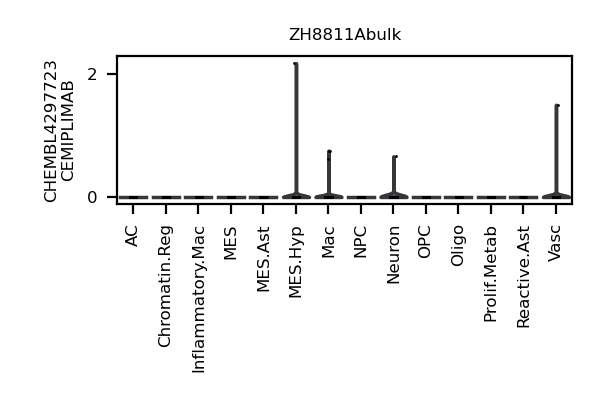 ZH8811Abulk
CHEMBL4297723
CEMIPLIMAB
2
0
AC
Chromatin.Reg
Inflammatory.Mac
MES
MES.Ast
MES.Hyp
Mac
NPC
Neuron
OPC
Oligo
Prolif.Metab
Reactive.Ast
Vasc